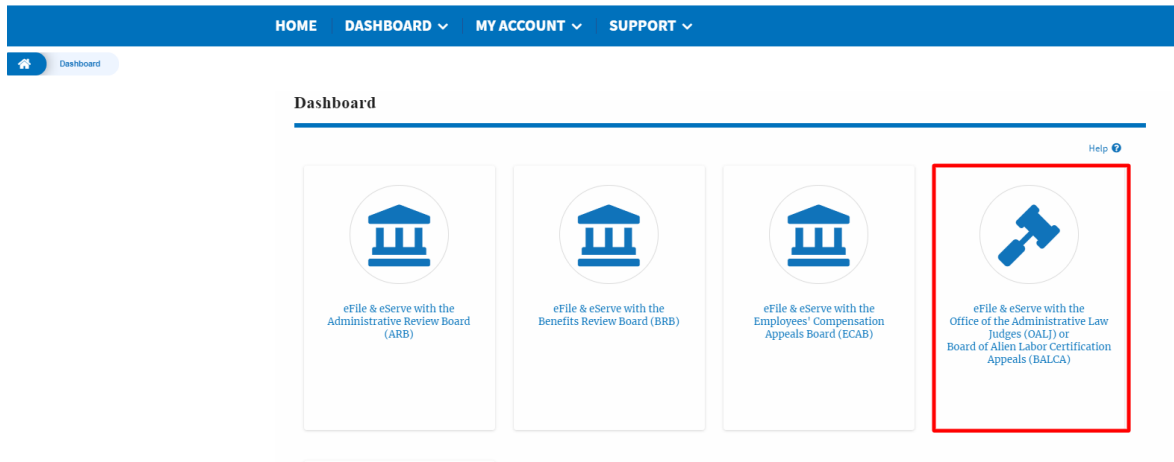 HOME DASHBOARD MY ACCOUNT SUPPORT
Dashboard
Dashboard
Help
eFile & eServe with the
Administrative Review Board
(ARB)
eFile & eServe with the
Benefits Review Board (BRB)
eFile & eServe with the
Employees' Compensation
Appeals Board (ECAB)
eFile & eServe with the
Office of the Administrative Law
Judges (OALJ) or
Board of Alien Labor Certification
Appeals (BALCA)